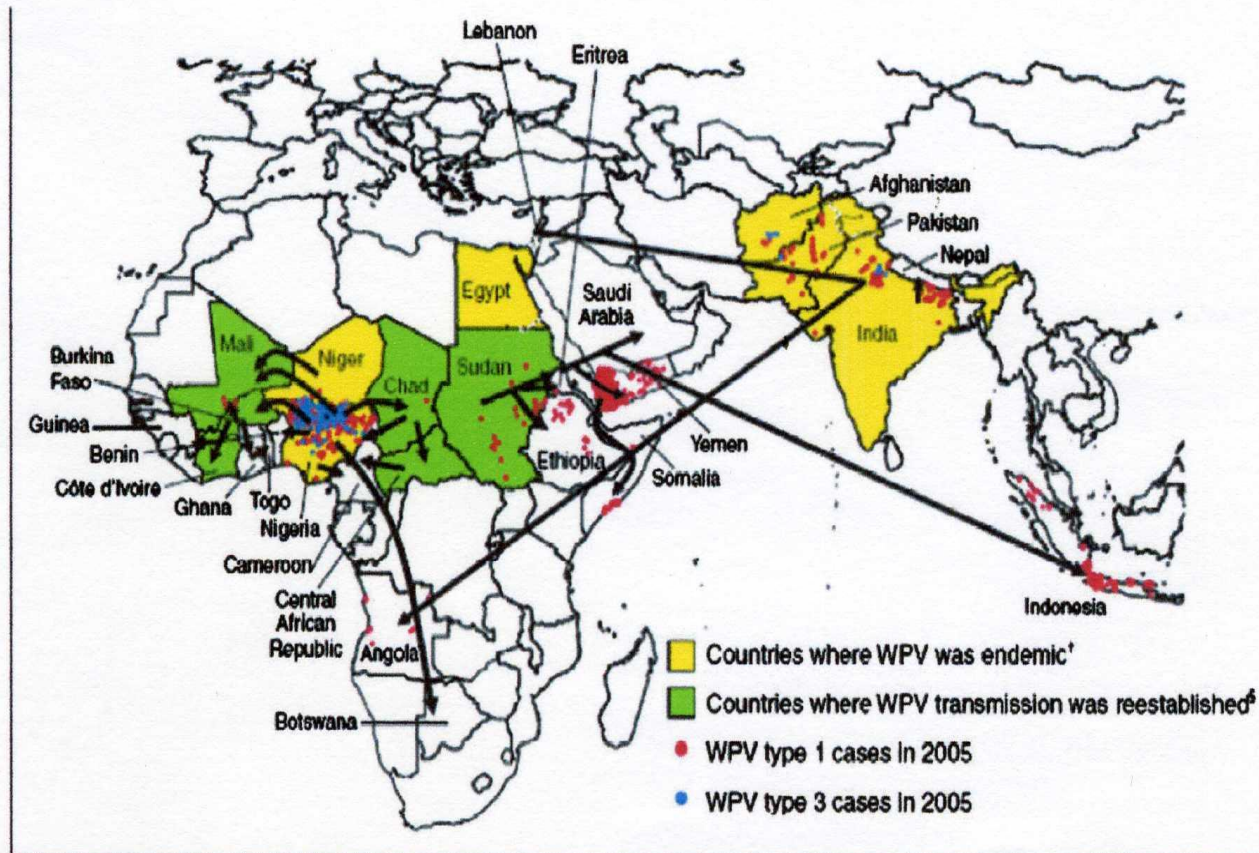 Lebanon
Eritrea
Afghanistan
Pakistan
Nepal
Egypt
Saudi
Arabia
India
Mali
Niger
Chad
Sudan
Burkina
Faso
Guinea
Benin
Côte d'Ivoire
Ghana
Togo
Nigeria
Ethiopia
Yemen
Somalia
Cameroon
Central
African
Republic
Angola
Botswana
Indonesia
Countries where WPV was endemic†
Countries where WPV transmission was reestablished§
WPV type 1 cases in 2005
WPV type 3 cases in 2005